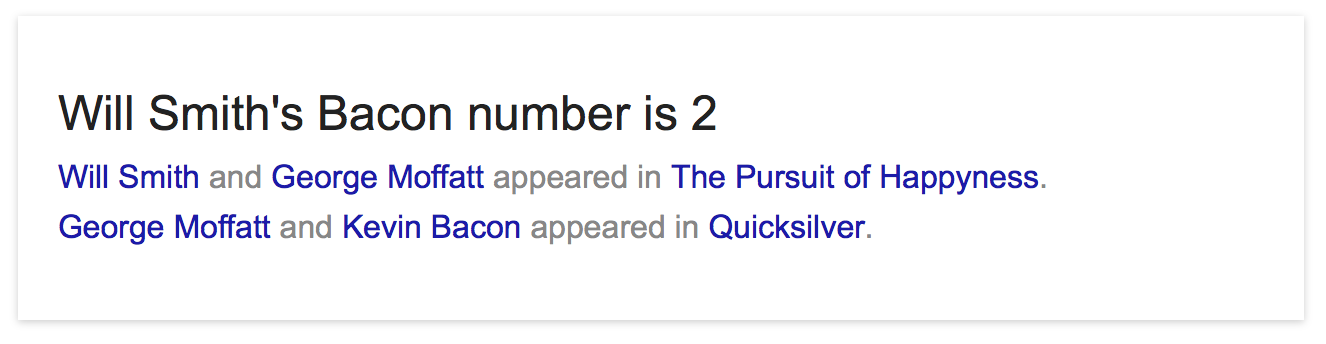 Will Smith's Bacon number is 2
Will Smith and George Moffatt appeared in The Pursuit of Happyness.
George Moffatt and Kevin Bacon appeared in Quicksilver.